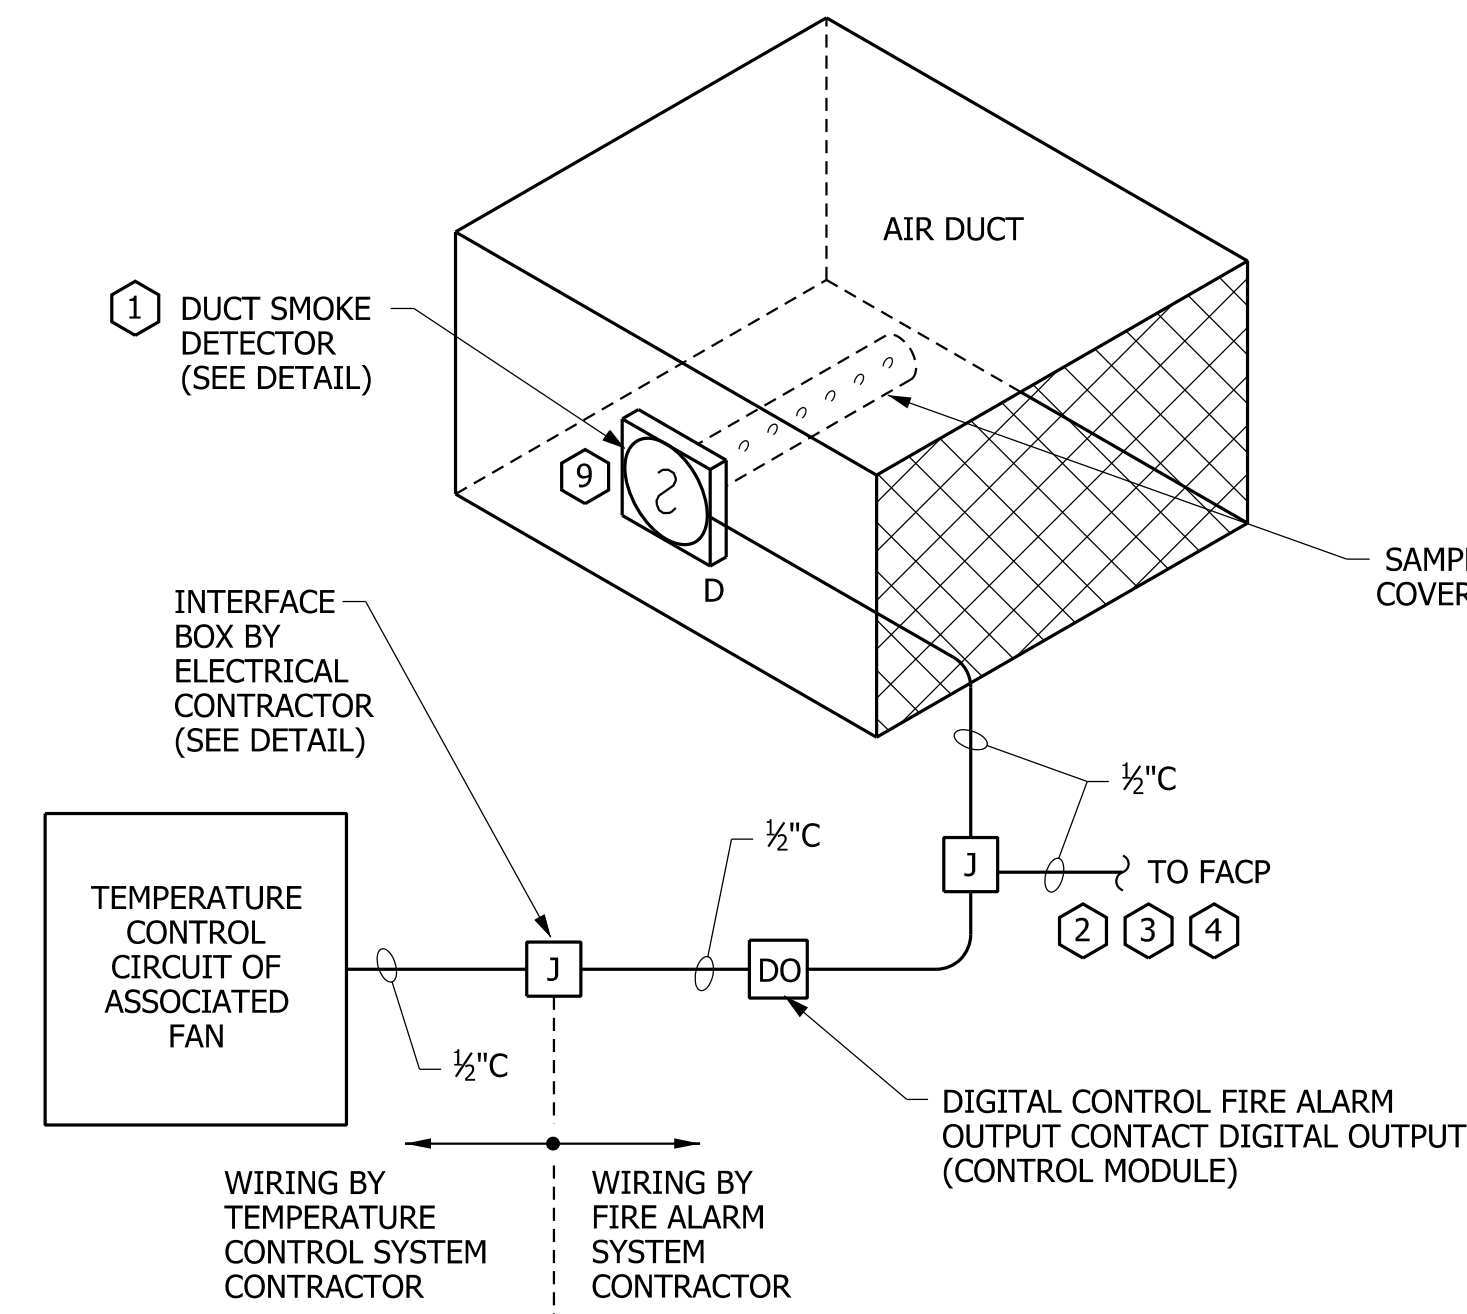 AIR DUCT
1
DUCT SMOKE
DETECTOR
(SEE DETAIL)
9
D
INTERFACE
BOX BY
ELECTRICAL
CONTRACTOR
(SEE DETAIL)
½"C
½"C
J
TO FACP
2 3 4
TEMPERATURE
CONTROL
CIRCUIT OF
ASSOCIATED
FAN
J
DO
½"C
DIGITAL CONTROL FIRE ALARM
OUTPUT CONTACT DIGITAL OUTPUT
(CONTROL MODULE)
WIRING BY
TEMPERATURE
CONTROL SYSTEM
CONTRACTOR
WIRING BY
FIRE ALARM
SYSTEM
CONTRACTOR